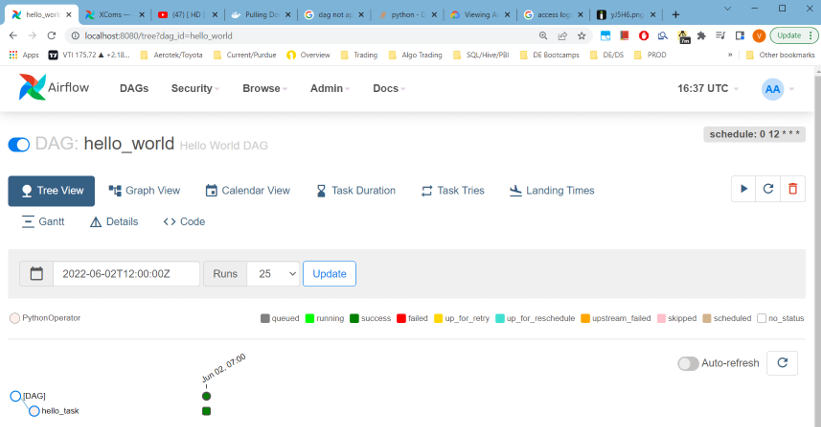 hello_wo
XComs —
(47) [ HD ]
Pulling Do
dag not ap
python - D
Viewing A
access log
yJ5H6.png
localhost:8080/tree?dag_id=hello_world
Update
Apps
VTI 175.72 ▲ +2.18...
Aerotek/Toyota
Current/Purdue
Overview
Trading
Algo Trading
SQL/Hive/PBI
DE Bootcamps
DE/DS
PROD
»
Other bookmarks
Airflow
DAGs
Security
Browse
Admin
Docs
16:37 UTC
AA
schedule: 0 12 * * *
DAG: hello_world Hello World DAG
Tree View
Graph View
Calendar View
Task Duration
Task Tries
Landing Times
Gantt
Details
Code
2022-06-02T12:00:00Z
Runs
25
Update
PythonOperator
queued
running
success
failed
up_for_retry
up_for_reschedule
upstream_failed
skipped
scheduled
no_status
Auto-refresh
Jun 02, 07:00
[DAG]
hello_task